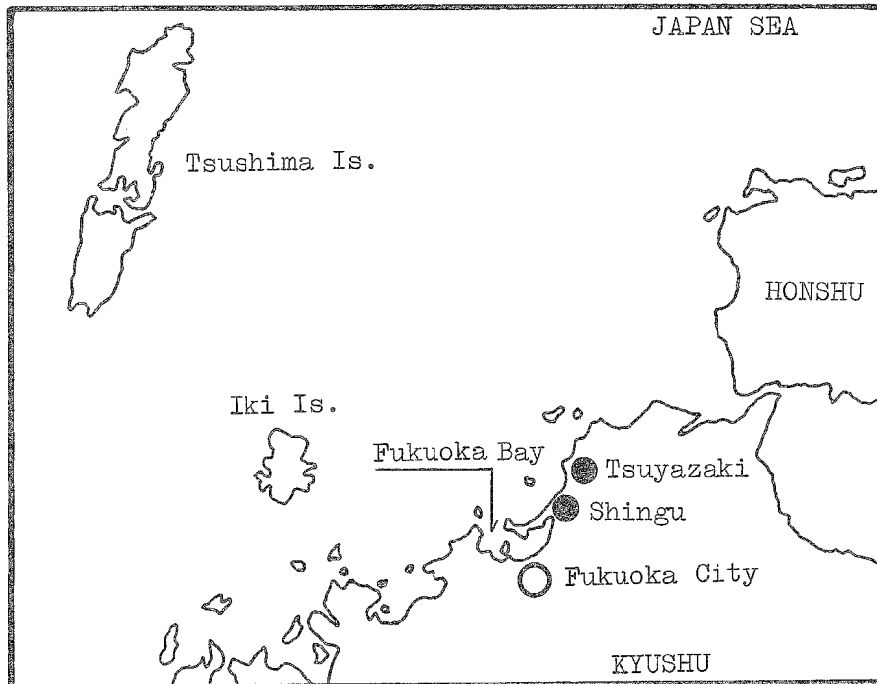 JAPAN SEA
Tsushima Is.
HONSHU
Iki Is.
Fukuoka Bay
Tsuyazaki
Shingu
Fukuoka City
KYUSHU